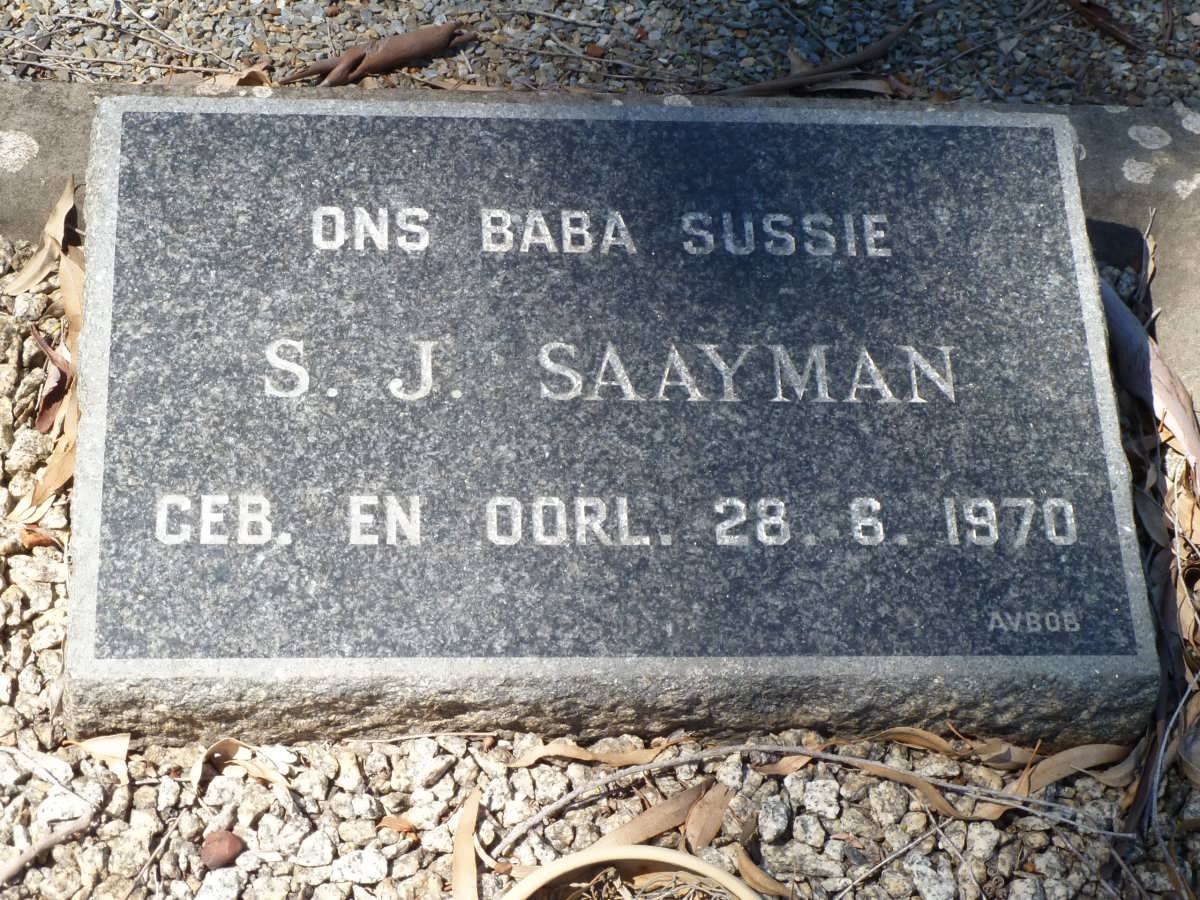 ONS BABA SUSSIE
S. J. SAAYMAN
GEB. EN OORL. 28. 6. 1970
AVBOB